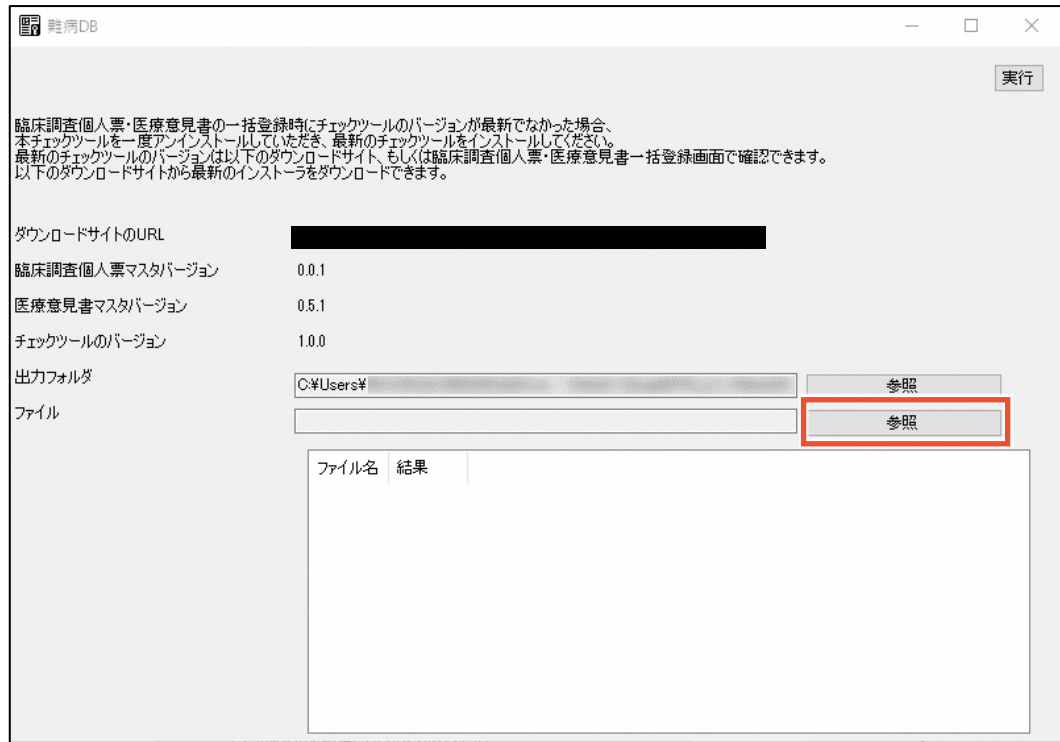 難病DB
実行
臨床調査個人票・医療意見書の一括登録時にチェックツールのバージョンが最新でなかった場合、
本チェックツールを一度アンインストールしていただき、最新のチェックツールをインストールしてください。
最新のチェックツールのバージョンは以下のダウンロードサイト、もしくは臨床調査個人票・医療意見書一括登録画面で確認できます。
以下のダウンロードサイトから最新のインストーラをダウンロードできます。
ダウンロードサイトのURL
臨床調査個人票マスタバージョン 0.0.1
医療意見書マスタバージョン 0.5.1
チェックツールのバージョン 1.0.0
出力フォルダ C:¥Users¥ 参照
ファイル 参照
ファイル名 結果